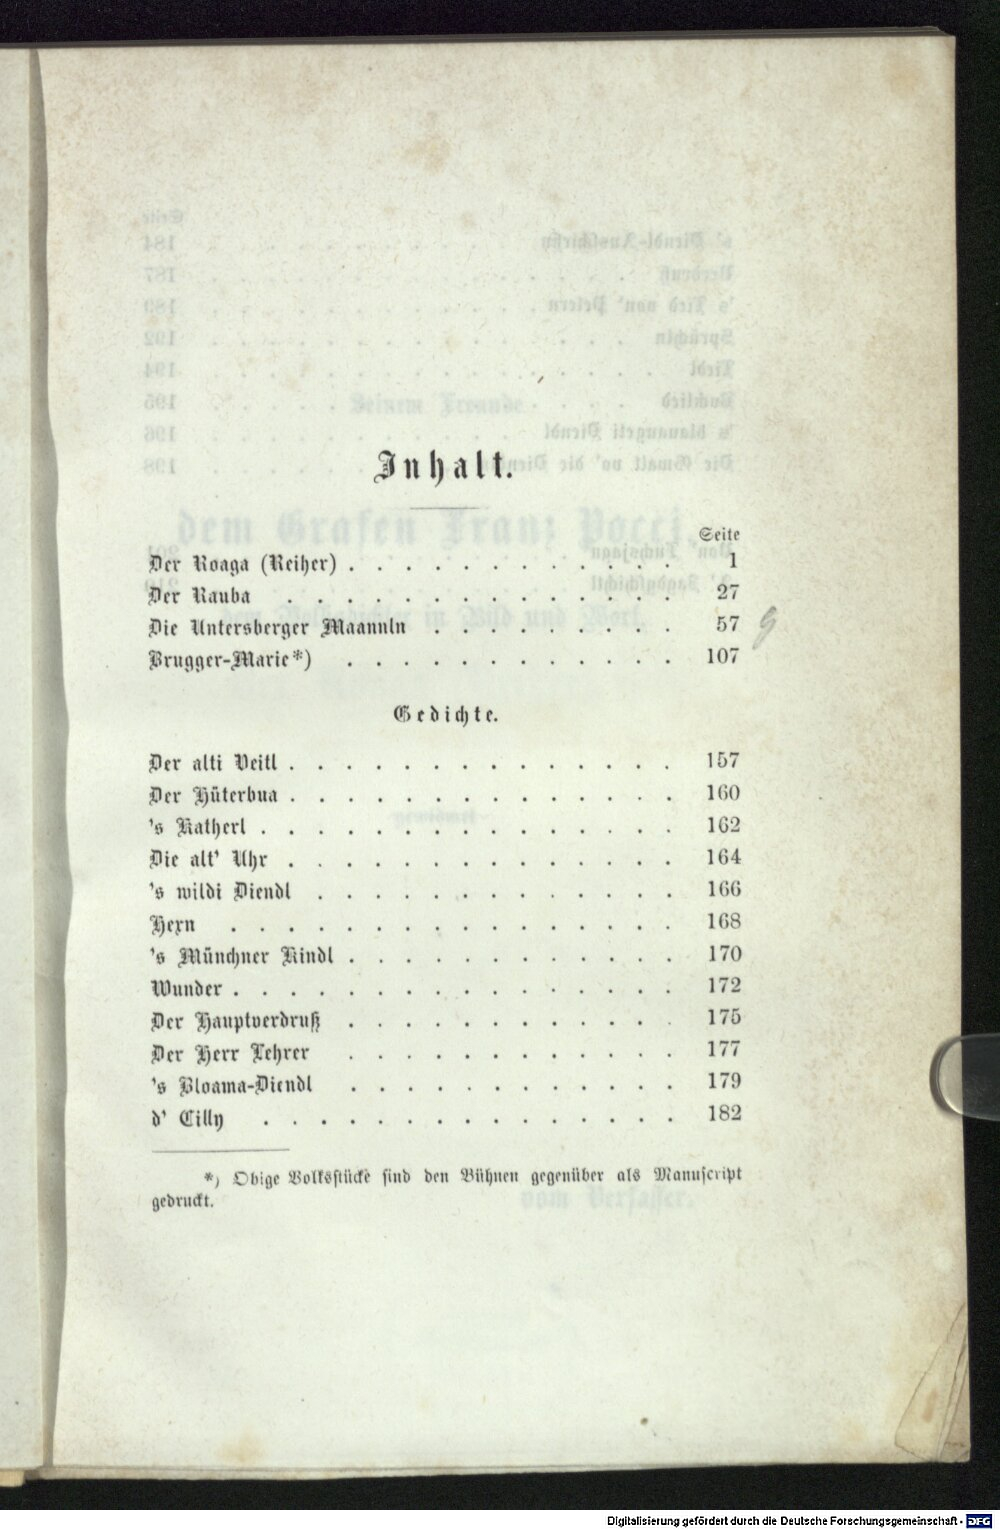 Inhalt.
Seite
Der Roaga (Reiher) . . . . . . . . . . . . 1
Der Rauba . . . . . . . . . . . . . . 27
Die Untersberger Maannln . . . . . . . . . 57
Brugger-Marie*) . . . . . . . . . . . . 107
Gedichte.
Der alti Veitl . . . . . . . . . . . . . . 157
Der Hüterbua . . . . . . . . . . . . . . 160
's Katherl . . . . . . . . . . . . . . . 162
Die alt' Uhr . . . . . . . . . . . . . . 164
's wildi Diendl . . . . . . . . . . . . . 166
Hexn . . . . . . . . . . . . . . . . 168
's Münchner Kindl . . . . . . . . . . . . 170
Wunder . . . . . . . . . . . . . . . . 172
Der Hauptverdruß . . . . . . . . . . . . 175
Der Herr Lehrer . . . . . . . . . . . . 177
's Bloama-Diendl . . . . . . . . . . . . 179
d' Cilly . . . . . . . . . . . . . . . 182
*) Obige Volksstücke sind den Bühnen gegenüber als Manuscript
gedruckt.
Digitalisierung gefördert durch die Deutsche Forschungsgemeinschaft - DFG